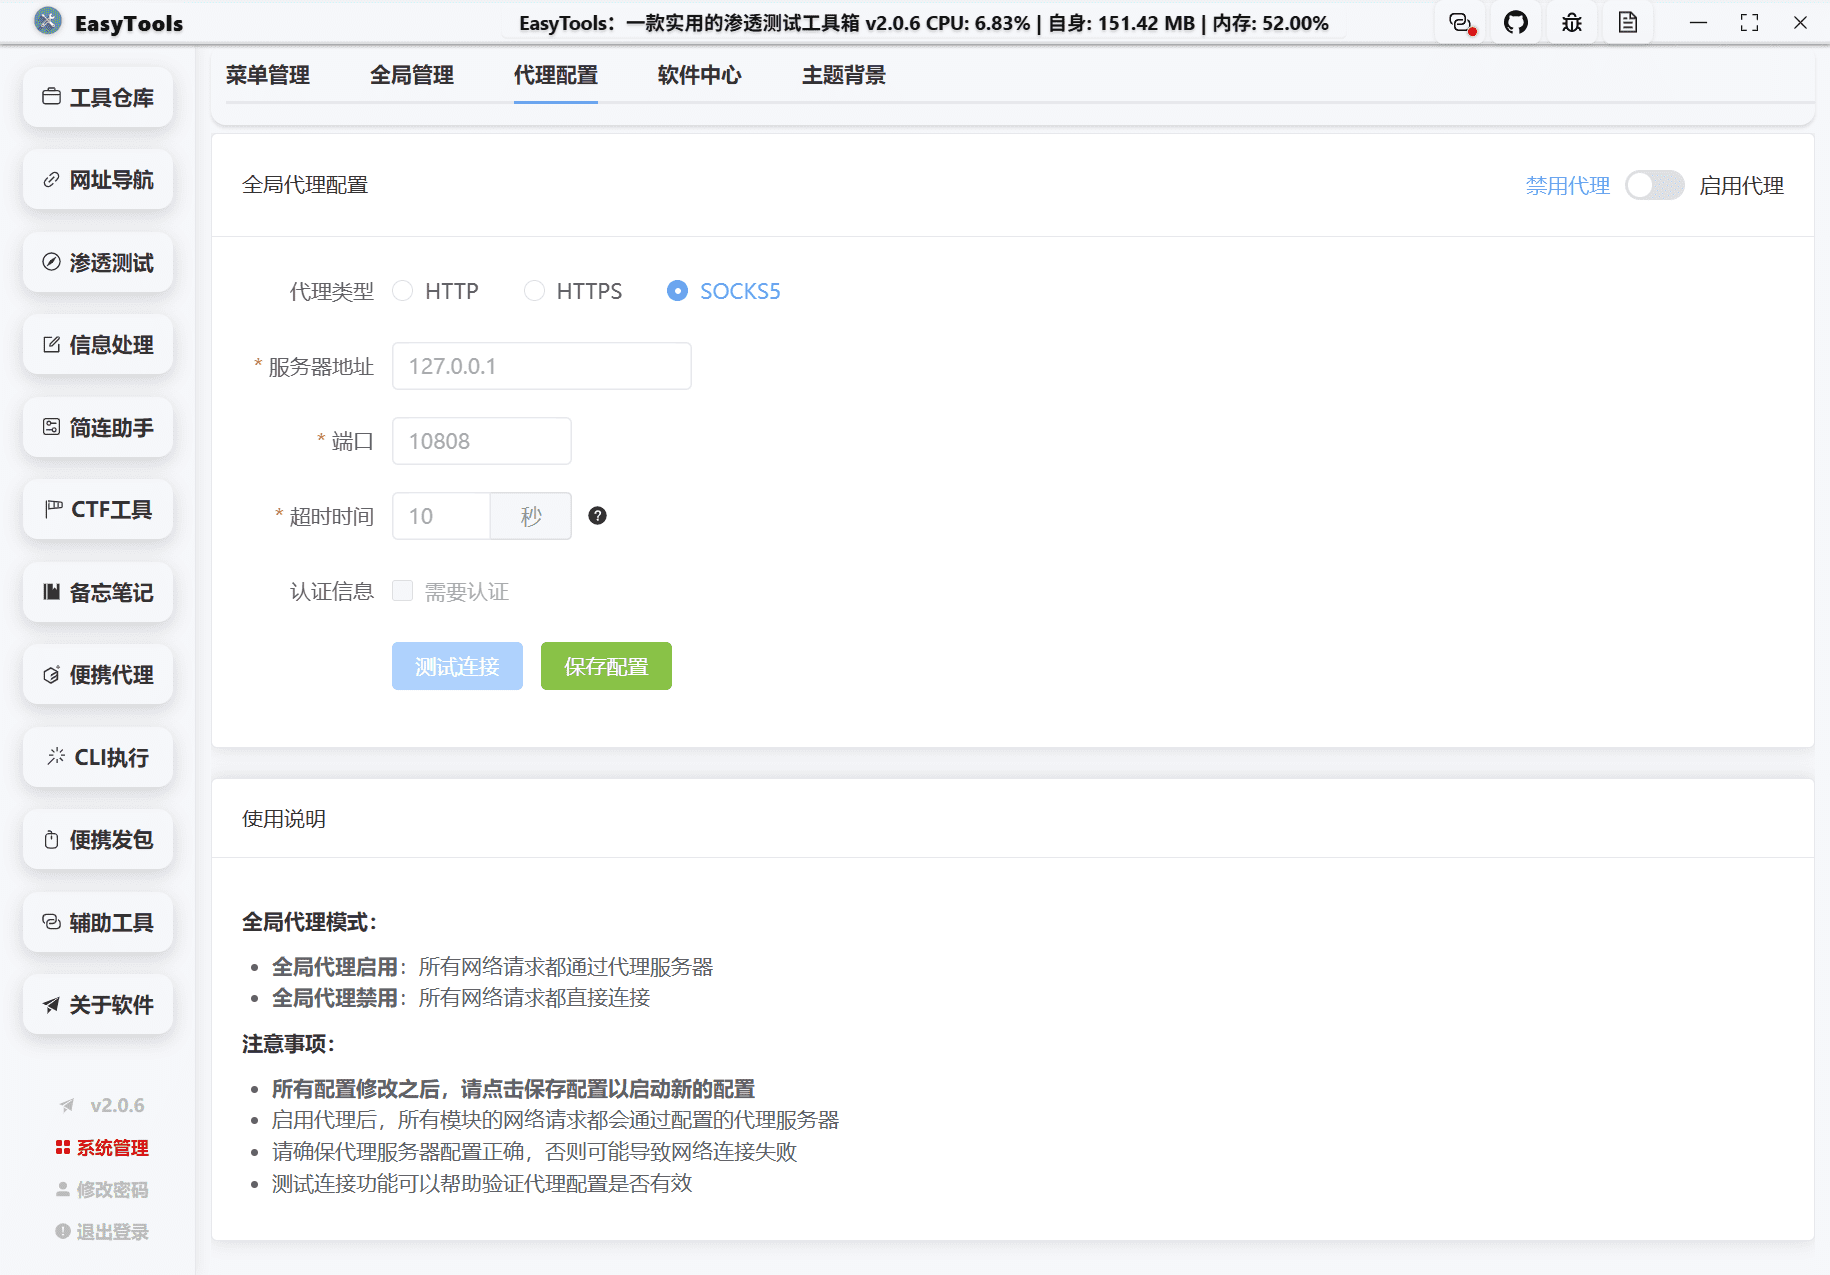 EasyTools
EasyTools：一款实用的渗透测试工具箱 v2.0.6 CPU: 6.83% | 自身: 151.42 MB | 内存: 52.00%
工具仓库
网址导航
渗透测试
信息处理
简连助手
CTF工具
备忘笔记
便携代理
CLI执行
便携发包
辅助工具
关于软件
v2.0.6
系统管理
修改密码
退出登录
菜单管理 全局管理 代理配置 软件中心 主题背景
全局代理配置
禁用代理 启用代理
代理类型 HTTP HTTPS SOCKS5
* 服务器地址 127.0.0.1
* 端口 10808
* 超时时间 10 秒 ?
认证信息 需要认证
测试连接 保存配置
使用说明
全局代理模式：
• 全局代理启用：所有网络请求都通过代理服务器
• 全局代理禁用：所有网络请求都直接连接
注意事项：
• 所有配置修改之后，请点击保存配置以启动新的配置
• 启用代理后，所有模块的网络请求都会通过配置的代理服务器
• 请确保代理服务器配置正确，否则可能导致网络连接失败
• 测试连接功能可以帮助验证代理配置是否有效